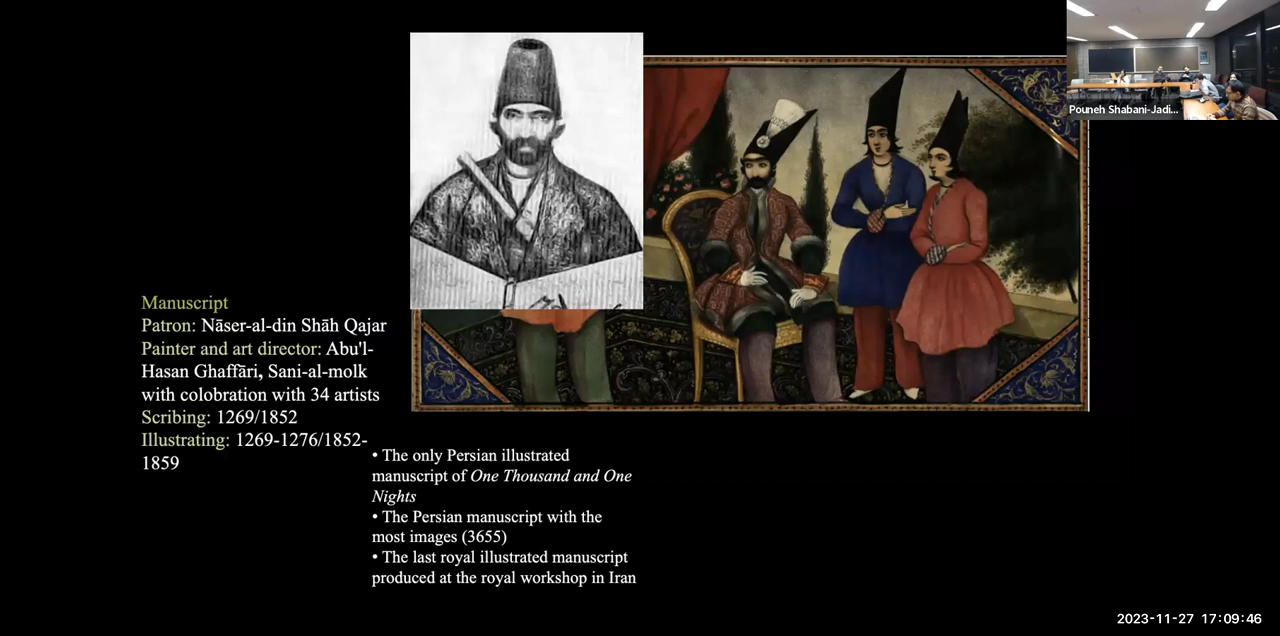 Pouneh Shabani-Jadi...
Manuscript
Patron: Nāser-al-din Shāh Qajar
Painter and art director: Abu'l-
Hasan Ghaffāri, Sani-al-molk
with colobration with 34 artists
Scribing: 1269/1852
Illustrating: 1269-1276/1852-
1859
• The only Persian illustrated
manuscript of One Thousand and One
Nights
• The Persian manuscript with the
most images (3655)
• The last royal illustrated manuscript
produced at the royal workshop in Iran
2023-11-27 17:09:46